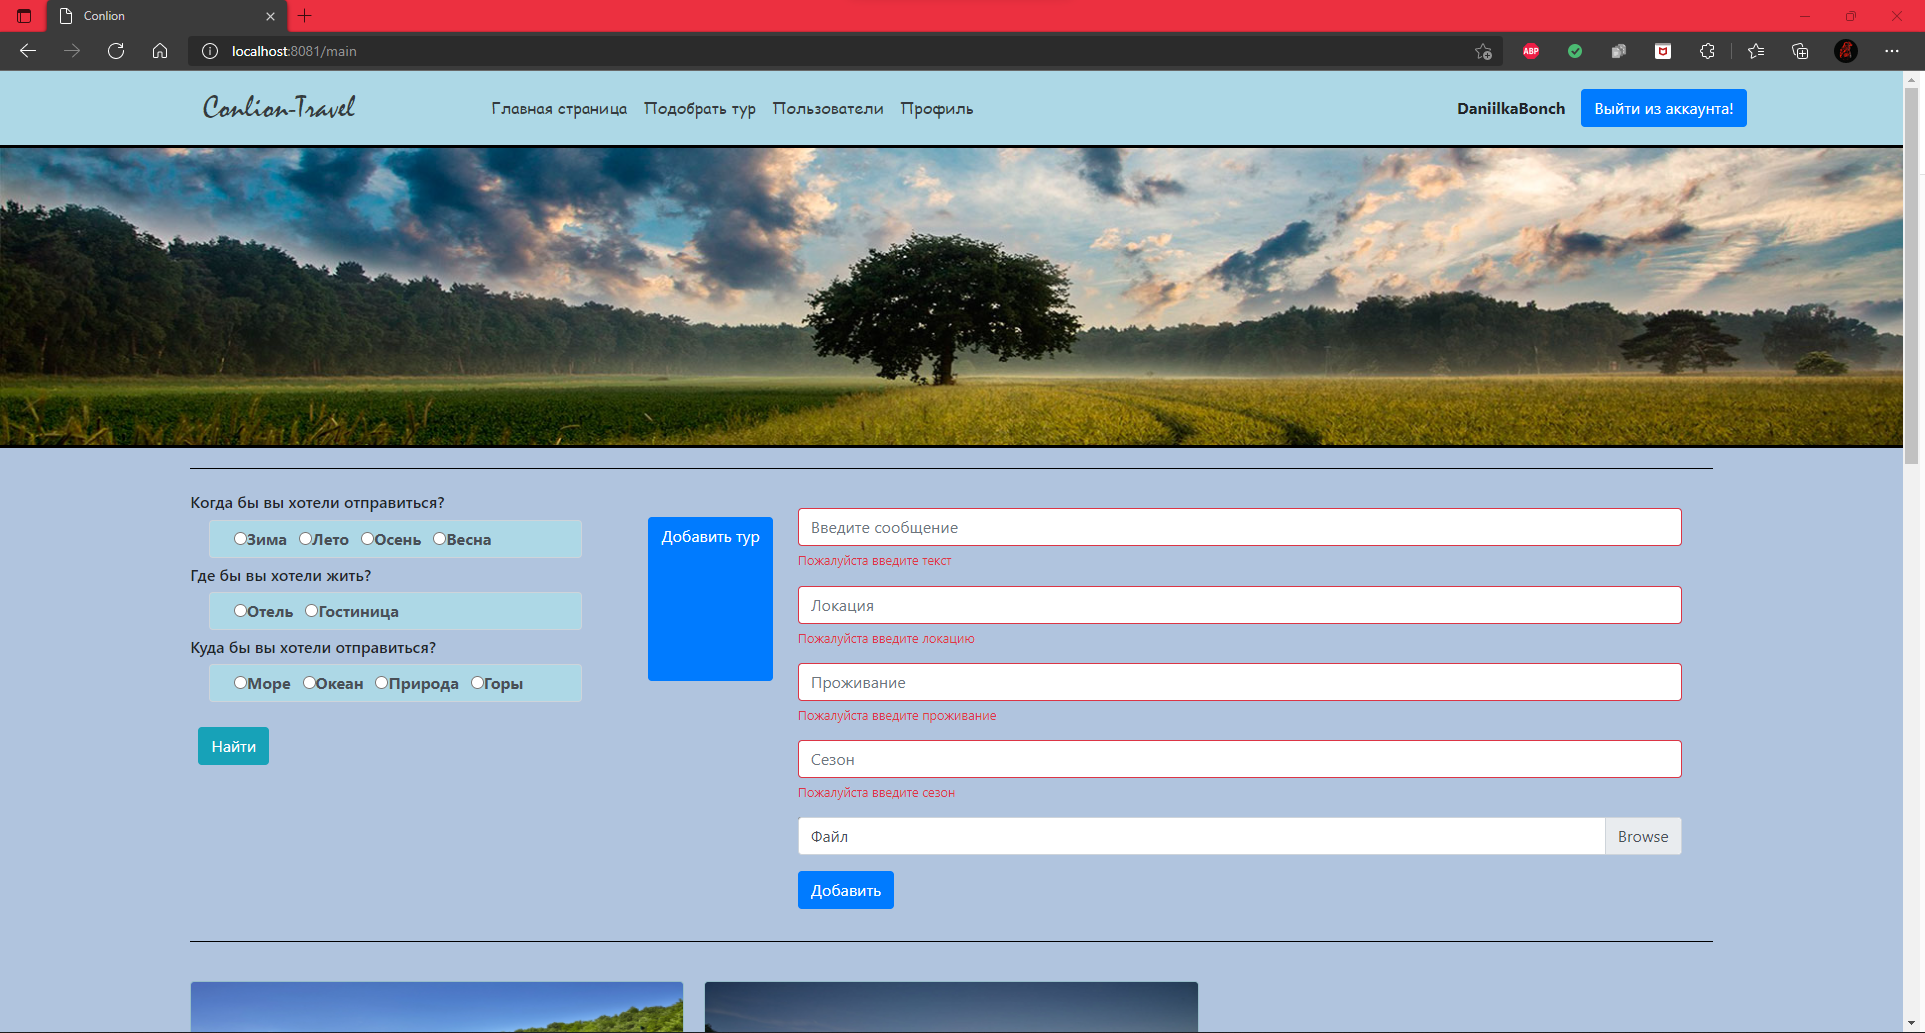 Conlion
localhost:8081/main
ABP
Conlion-Travel
Главная страница Подобрать тур Пользователи Профиль
DaniilkaBonch
Выйти из аккаунта!
Когда бы вы хотели отправиться?
Зима Лето Осень Весна
Где бы вы хотели жить?
Отель Гостиница
Куда бы вы хотели отправиться?
Море Океан Природа Горы
Найти
Добавить тур
Введите сообщение
Пожалуйста введите текст
Локация
Пожалуйста введите локацию
Проживание
Пожалуйста введите проживание
Сезон
Пожалуйста введите сезон
Файл
Browse
Добавить